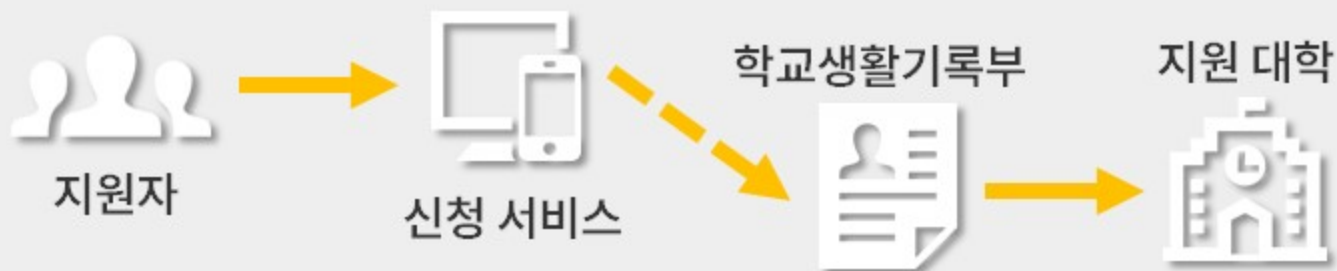 지원자
신청 서비스
학교생활기록부
지원 대학